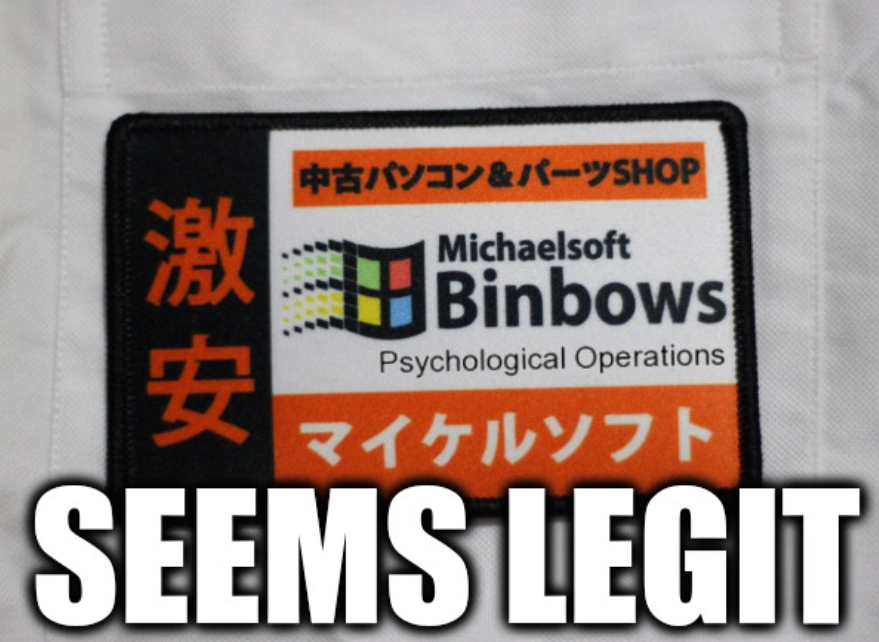 激安
中古パソコン&パーツSHOP
Michaelsoft
Binbows
Psychological Operations
マイケルソフト
SEEMS LEGIT